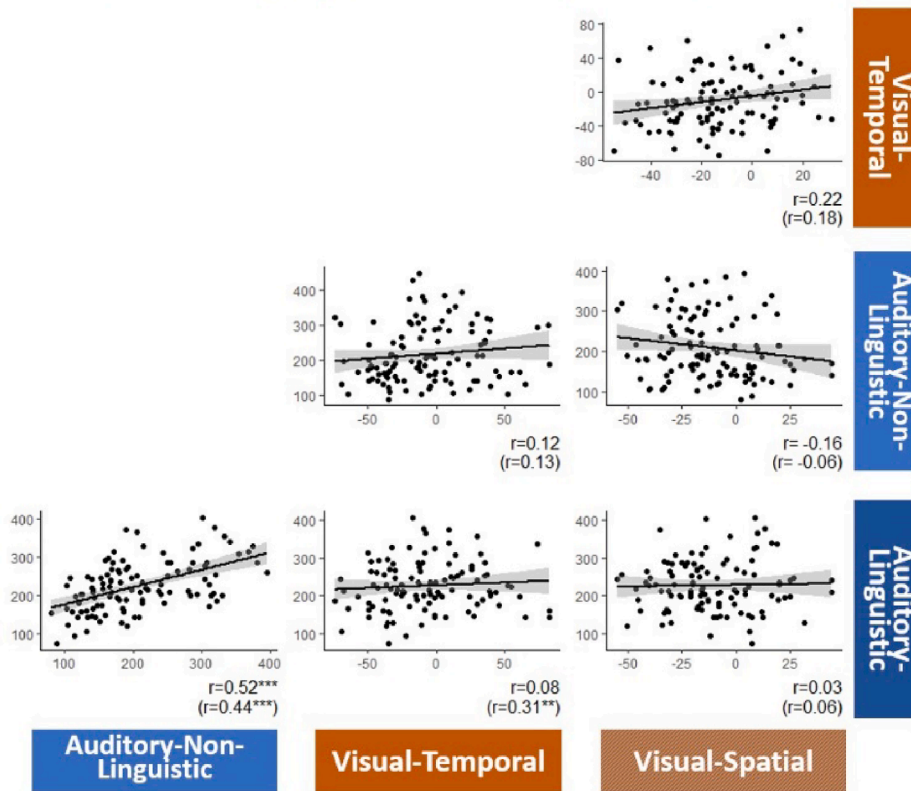 80
40
0
-40
-80
-40 -20 0 20
r=0.22
(r=0.18)
Visual-
Temporal
400
300
200
100
-50 0 50
r=0.12
(r=0.13)
400
300
200
100
-50 -25 0 25
r= -0.16
(r= -0.06)
Auditory-Non-
Linguistic
400
300
200
100
100 200 300 400
r=0.52***
(r=0.44***)
400
300
200
100
-50 0 50
r=0.08
(r=0.31**)
400
300
200
100
-50 -25 0 25
r=0.03
(r=0.06)
Auditory-
Linguistic
Auditory-Non-
Linguistic
Visual-Temporal
Visual-Spatial